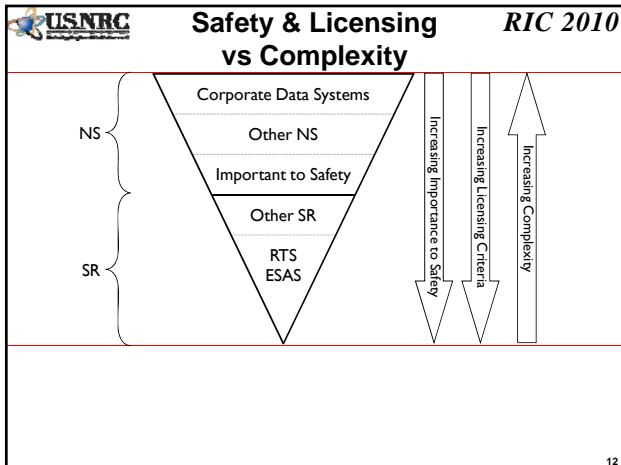 USNRC
Safety & Licensing
vs Complexity
RIC 2010
Corporate Data Systems
NS
Other NS
Important to Safety
Other SR
RTS
ESAS
SR
Increasing Importance to Safety
Increasing Licensing Criteria
Increasing Complexity
12